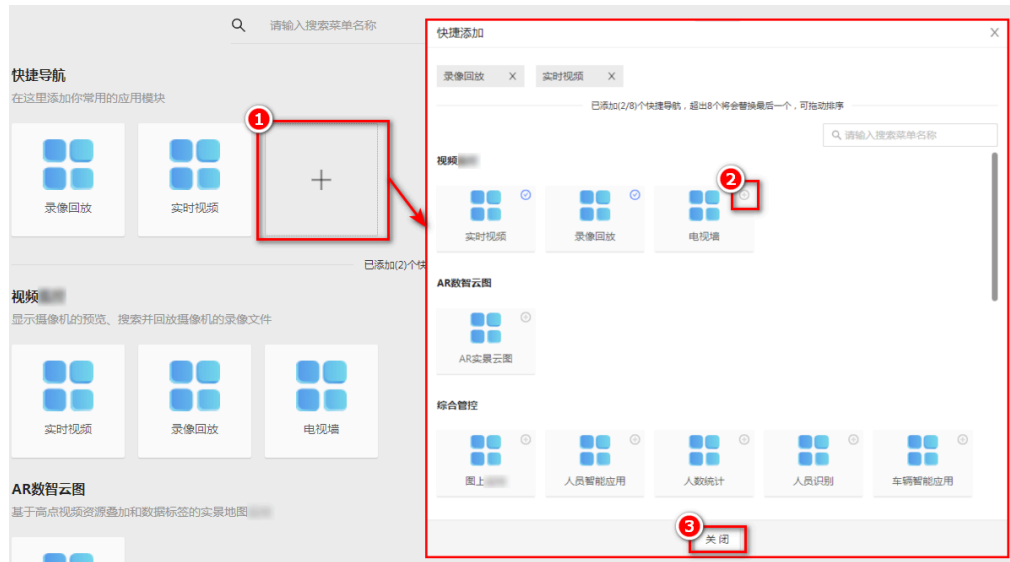 请输入搜索菜单名称
快捷导航
在这里添加你常用的应用模块
1
录像回放
实时视频
已添加(2)个快
视频
显示摄像机的预览、搜索并回放摄像机的录像文件
实时视频
录像回放
电视墙
AR数智云图
基于高点视频资源叠加和数据标签的实景地图
快捷添加
录像回放 X
实时视频 X
已添加(2/8)个快捷导航，超出8个将会替换最后一个，可拖动排序
请输入搜索菜单名称
视频
2
实时视频
录像回放
电视墙
AR数智云图
AR实景云图
综合管控
图上
人员智能应用
人数统计
人员识别
车辆智能应用
3
关闭